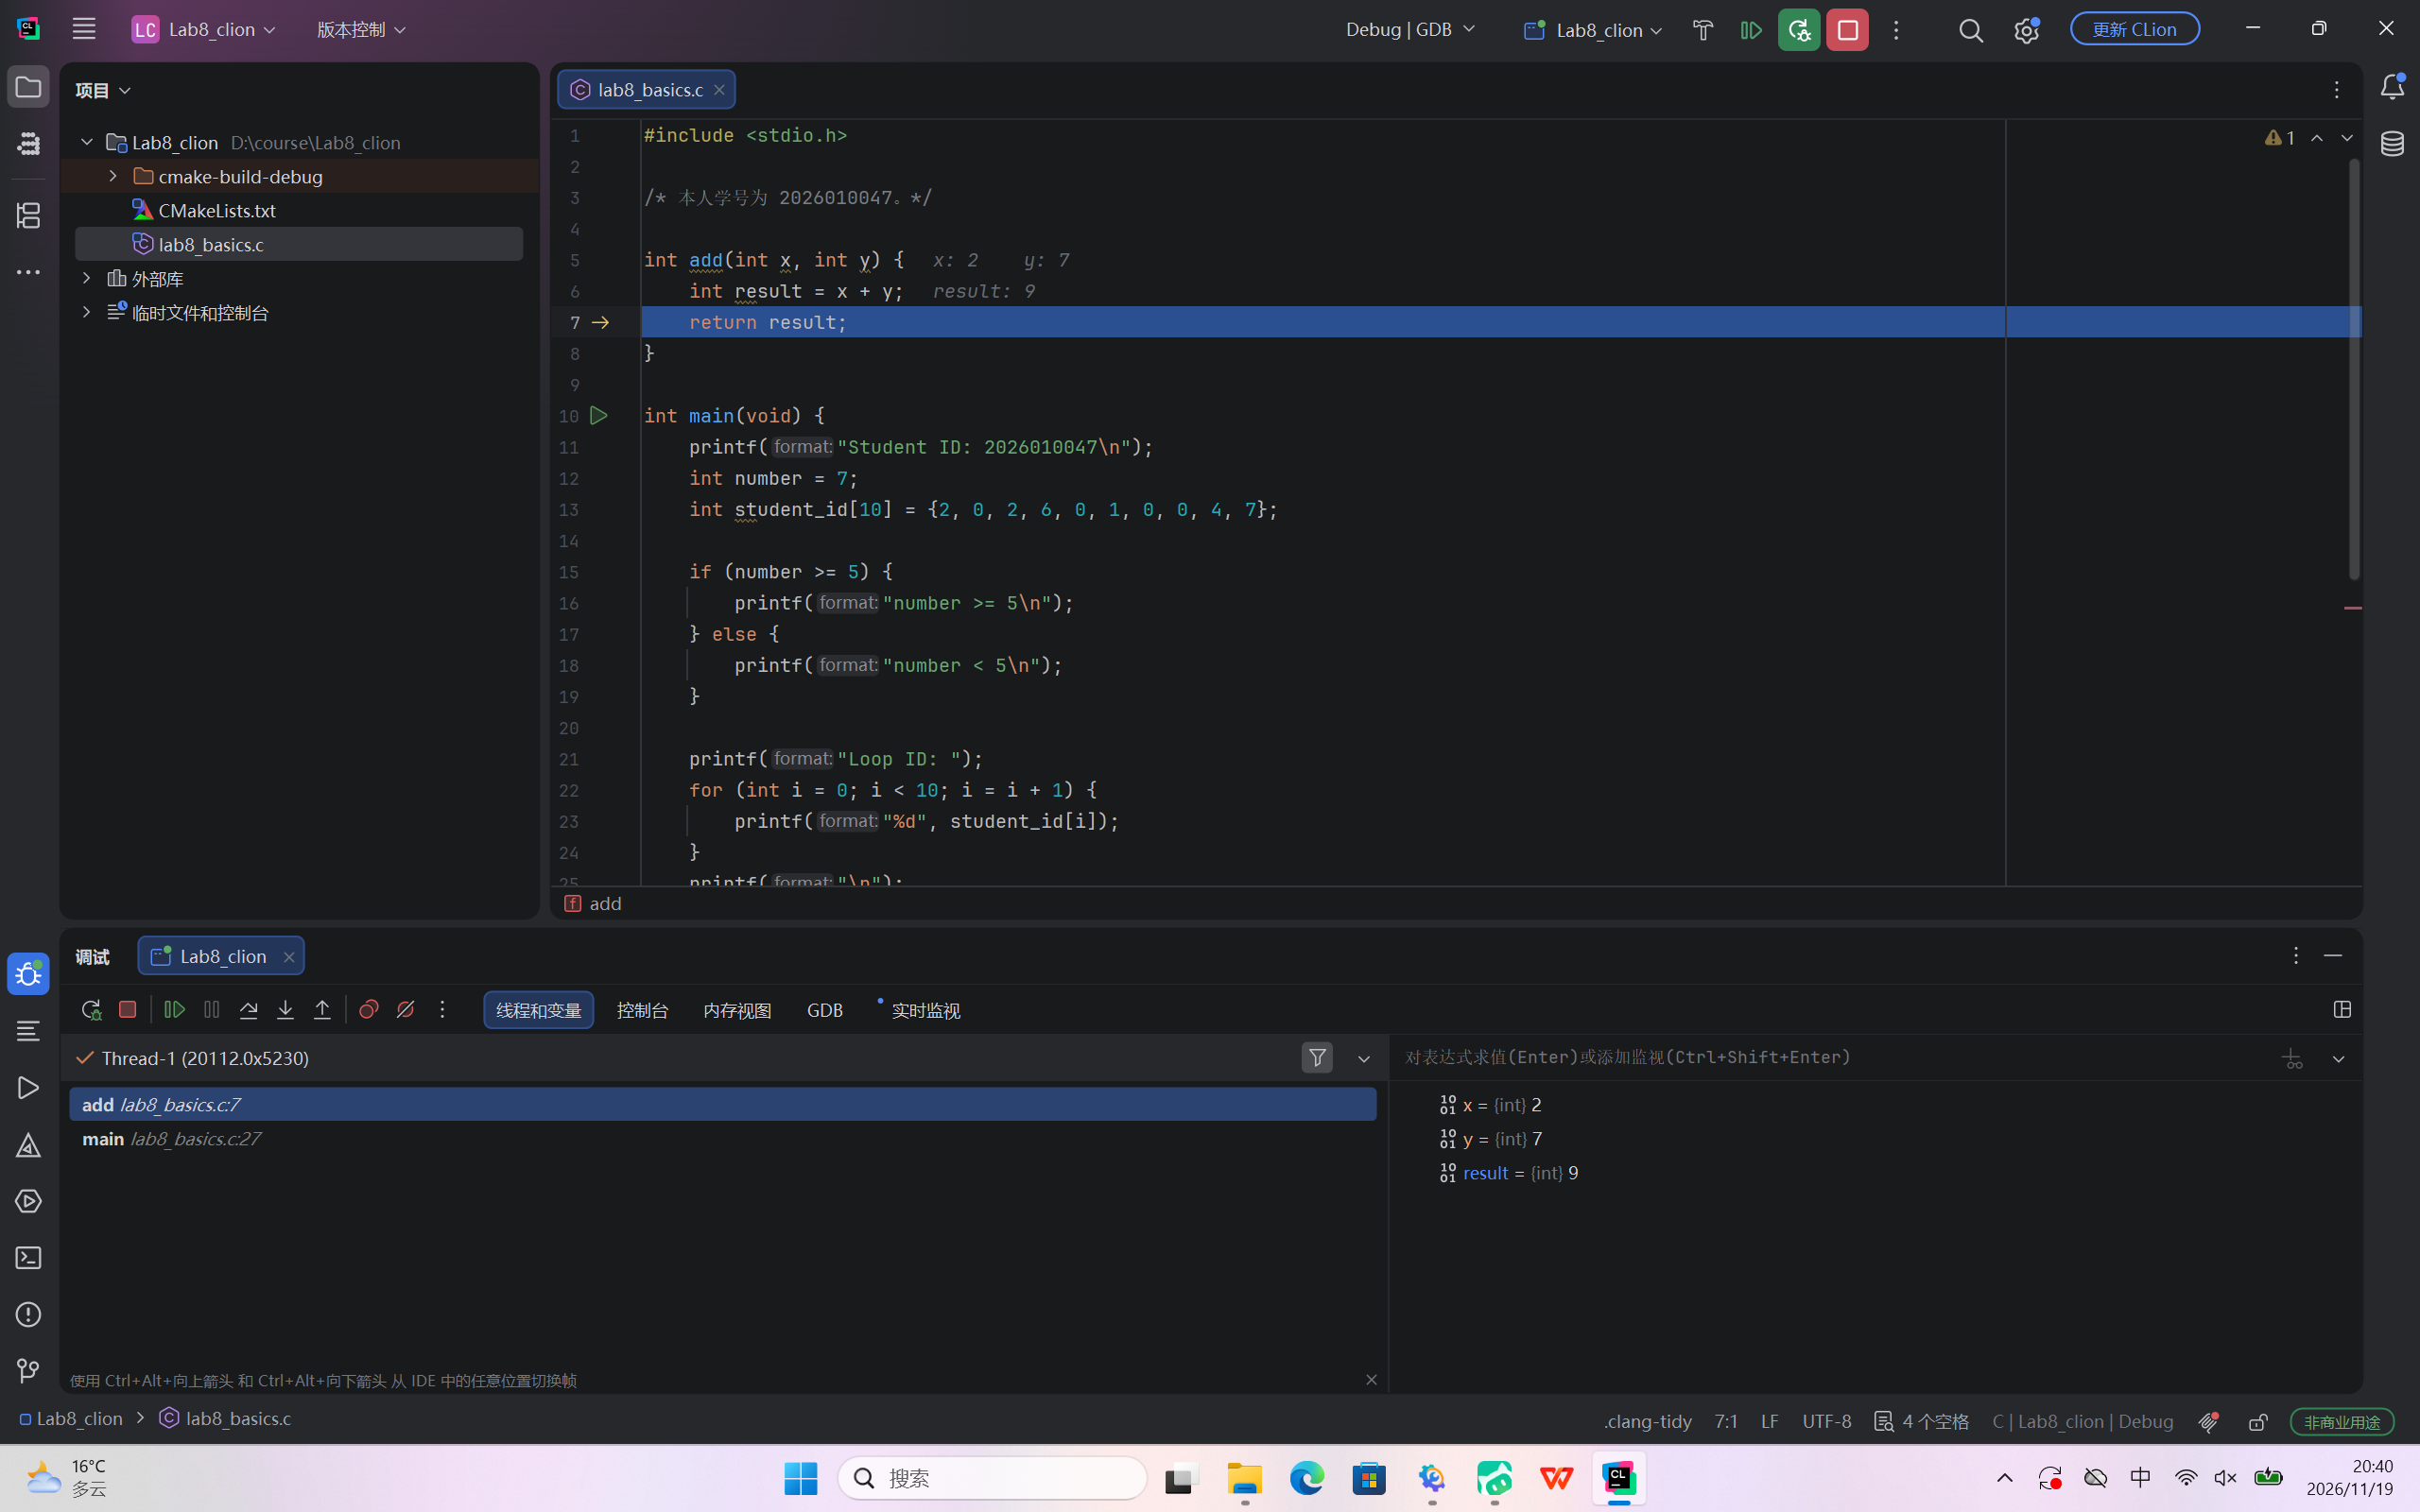 LC Lab8_clion 版本控制 Debug | GDB Lab8_clion 更新 CLion
项目
Lab8_clion D:\course\Lab8_clion
cmake-build-debug
CMakeLists.txt
lab8_basics.c
外部库
临时文件和控制台
lab8_basics.c
1
1 #include <stdio.h>
2
3 /* 本人学号为 2026010047。*/
4
5 int add(int x, int y) { x: 2 y: 7
6 int result = x + y; result: 9
7 return result;
8 }
9
10 int main(void) {
11 printf(format: "Student ID: 2026010047\n");
12 int number = 7;
13 int student_id[10] = {2, 0, 2, 6, 0, 1, 0, 0, 4, 7};
14
15 if (number >= 5) {
16 printf(format: "number >= 5\n");
17 } else {
18 printf(format: "number < 5\n");
19 }
20
21 printf(format: "Loop ID: ");
22 for (int i = 0; i < 10; i = i + 1) {
23 printf(format: "%d", student_id[i]);
24 }
25 printf(format: "\n");
f add
调试 Lab8_clion
线程和变量 控制台 内存视图 GDB 实时监视
Thread-1 (20112.0x5230)
对表达式求值(Enter)或添加监视(Ctrl+Shift+Enter)
add lab8_basics.c:7
main lab8_basics.c:27
x = {int} 2
y = {int} 7
result = {int} 9
使用 Ctrl+Alt+向上箭头 和 Ctrl+Alt+向下箭头 从 IDE 中的任意位置切换帧
Lab8_clion lab8_basics.c .clang-tidy 7:1 LF UTF-8 4 个空格 C | Lab8_clion | Debug 非商业用途
16°C
多云
搜索
中
20:40
2026/11/19